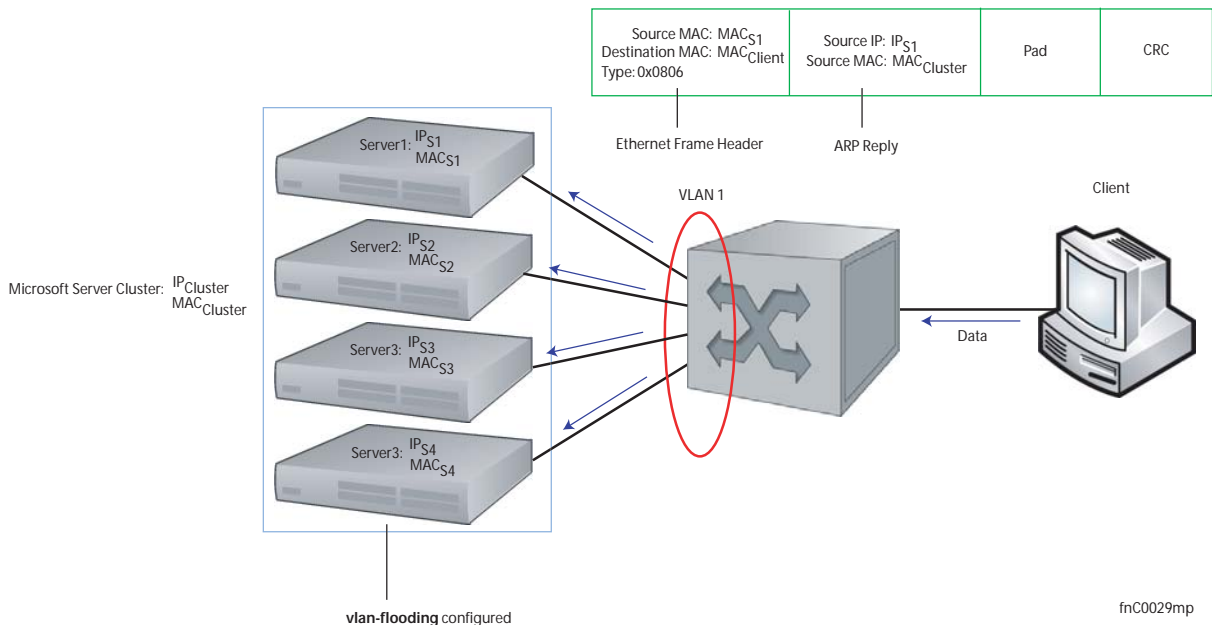 Source MAC: MACS1
Destination MAC: MACClient
Type: 0x0806
Source IP: IPS1
Source MAC: MACCluster
Pad
CRC
Ethernet Frame Header
ARP Reply
Server1: IPS1
MACS1
VLAN 1
Client
Server2: IPS2
MACS2
Microsoft Server Cluster: IPCluster
MACCluster
Server3: IPS3
MACS3
Data
Server3: IPS4
MACS4
vlan-flooding configured
fnC0029mp